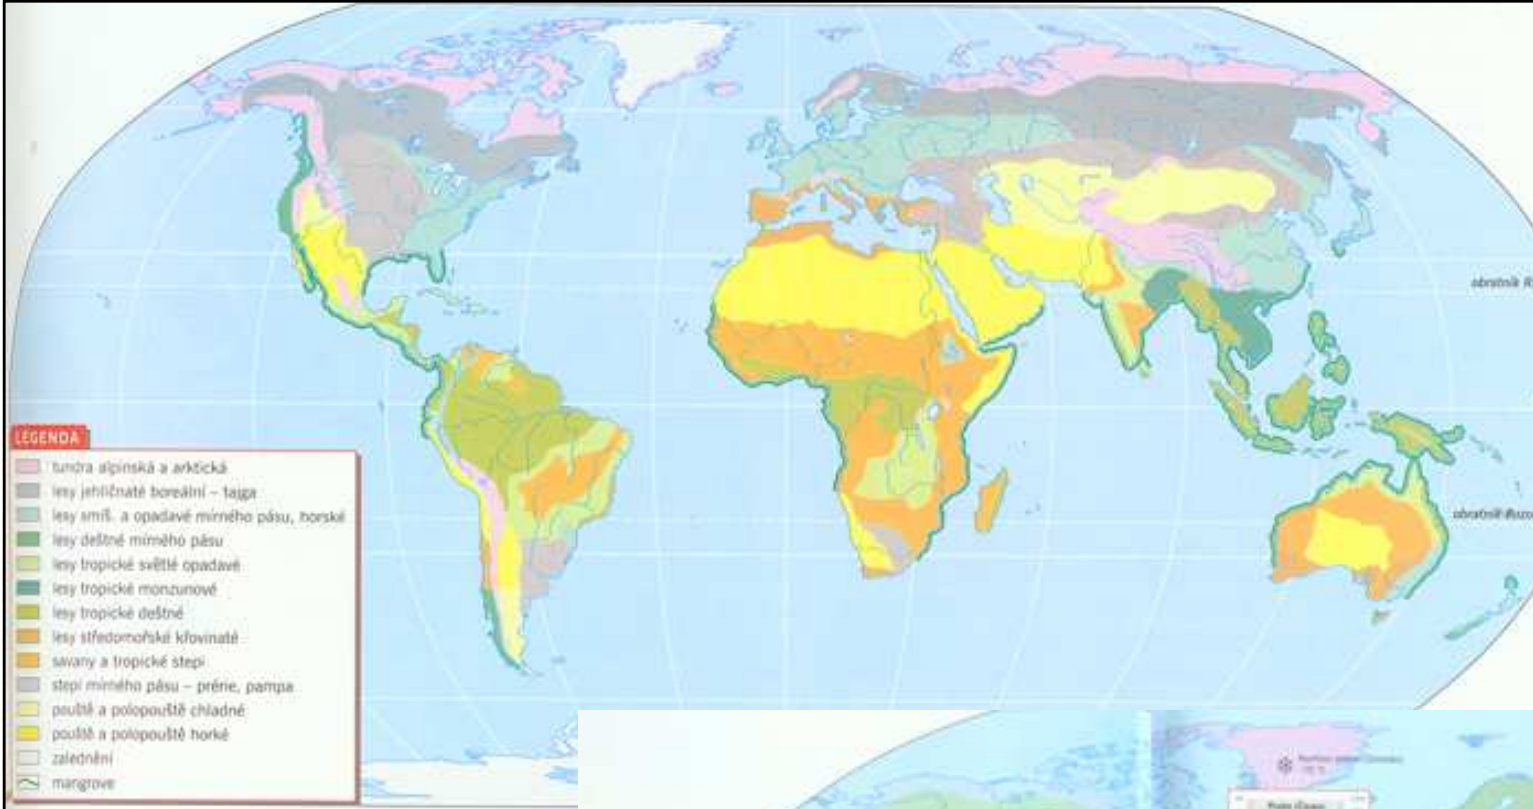 obratník R
obratník
LEGENDA
tundra alpinská a arktická
lesy jehličnaté boreální – tajga
lesy smíš. a opadavé mírného pásu, horské
lesy deštné mírného pásu
lesy tropické světlé opadavé
lesy tropické monzunové
lesy tropické deštné
lesy středomořské křovinaté
savany a tropické stepi
stepi mírného pásu – prérie, pampa
pouště a polopouště chladné
pouště a polopouště horké
zalednění
mangrove